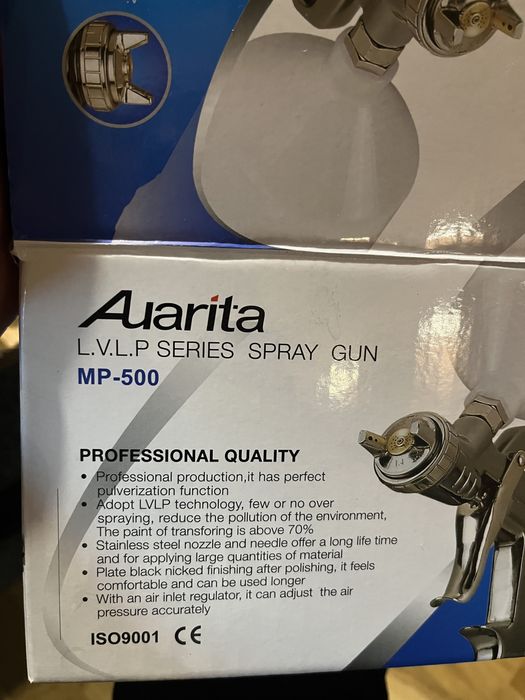 Auarita
L.V.L.P SERIES SPRAY GUN
MP-500
PROFESSIONAL QUALITY
• Professional production,it has perfect
pulverization function
• Adopt LVLP technology, few or no over
spraying, reduce the pollution of the environment,
The paint of transforing is above 70%
• Stainless steel nozzle and needle offer a long life time
and for applying large quantities of material
• Plate black nicked finishing after polishing, it feels
comfortable and can be used longer
• With an air inlet regulator, it can adjust the air
pressure accurately
ISO9001 CE